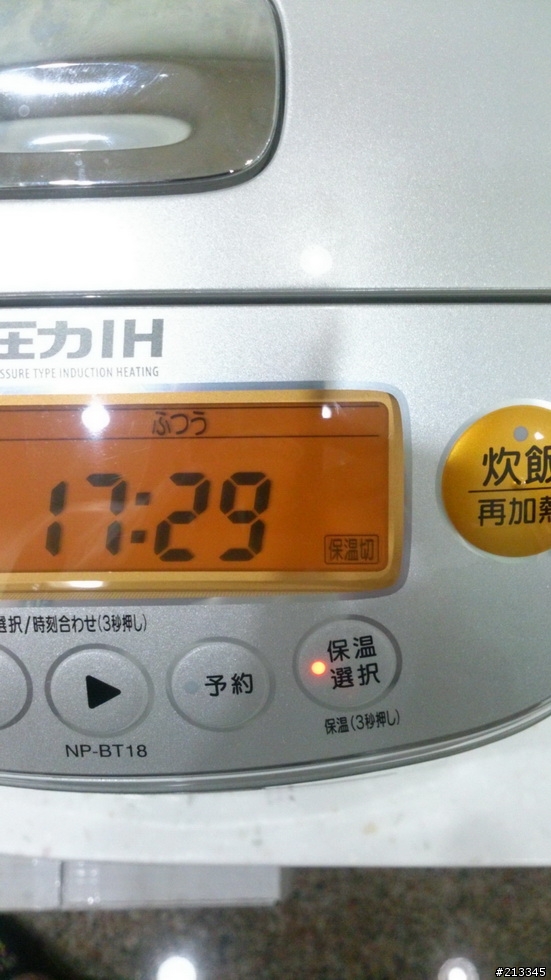 圧力IH
SSURE TYPE INDUCTION HEATING
ふつう
17:29
保温切
炊飯
再加熱
選択/時刻合わせ(3秒押し)
予約
保温
選択
NP-BT18
保温(3秒押し)
#213345